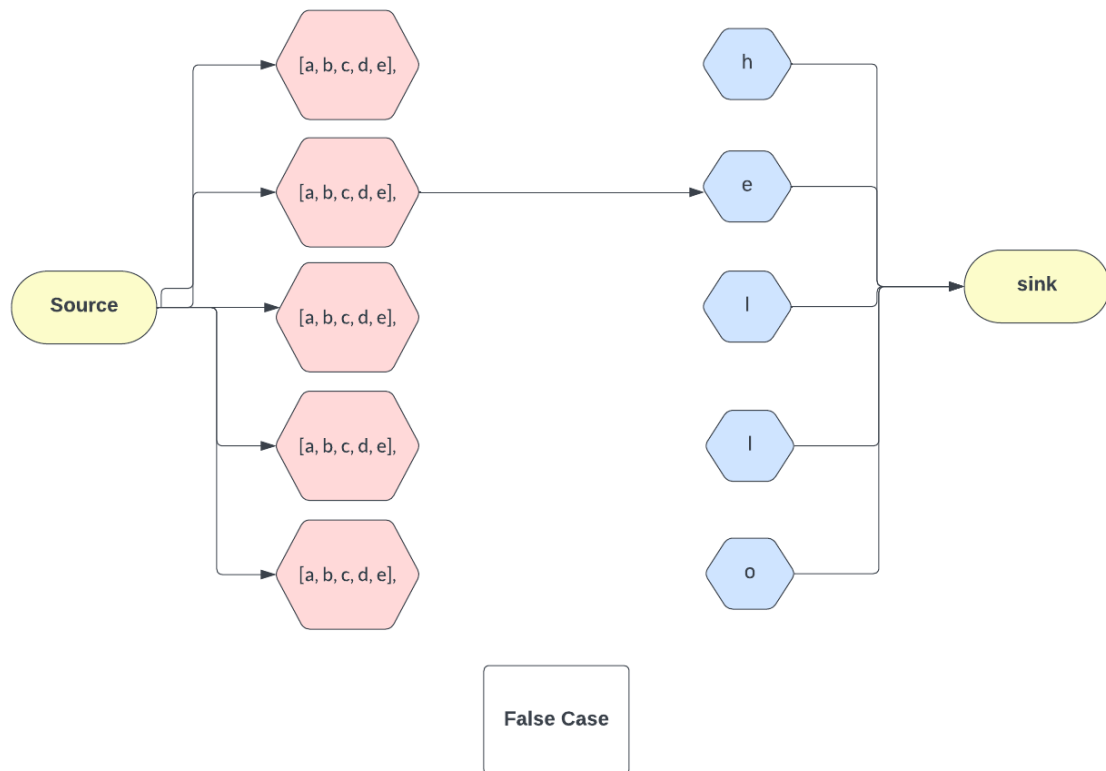 [a, b, c, d, e],
h
[a, b, c, d, e],
e
Source
[a, b, c, d, e],
l
sink
[a, b, c, d, e],
l
[a, b, c, d, e],
o
False Case